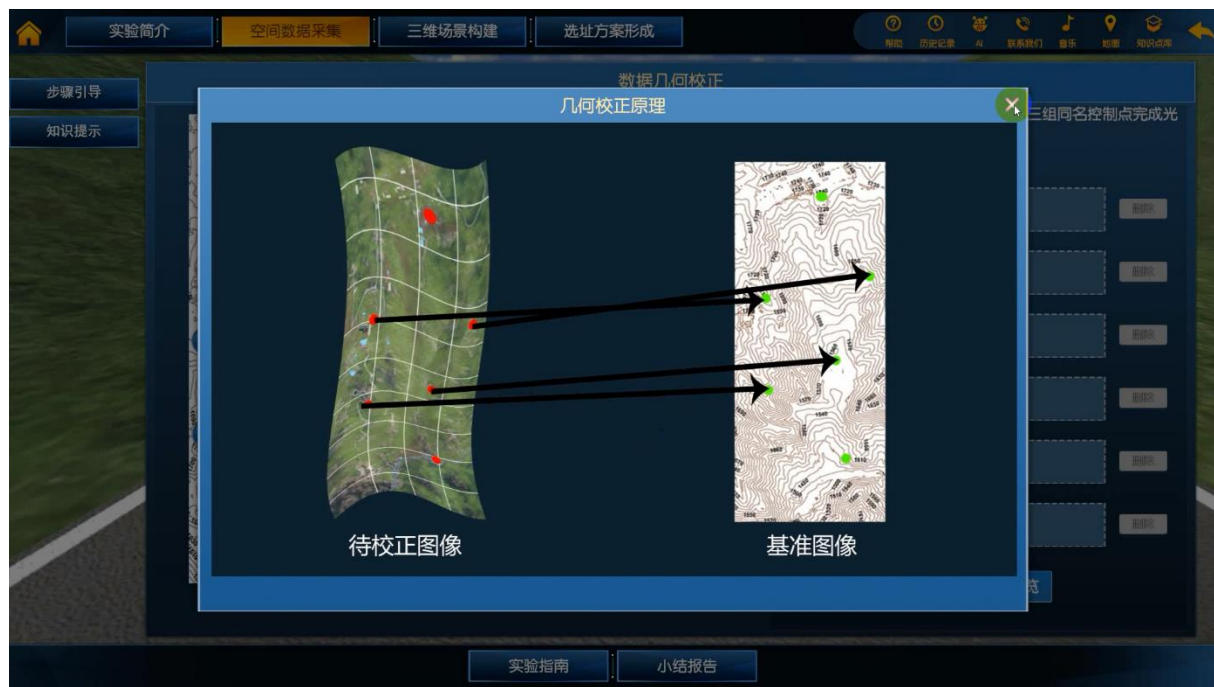 实验简介
空间数据采集
三维场景构建
选址方案形成
帮助
历史记录
AI
联系我们
音乐
地图
知识点库
步骤引导
知识提示
数据几何校正
几何校正原理
三组同名控制点完成光
删除
删除
删除
删除
删除
删除
览
待校正图像
基准图像
实验指南
小结报告